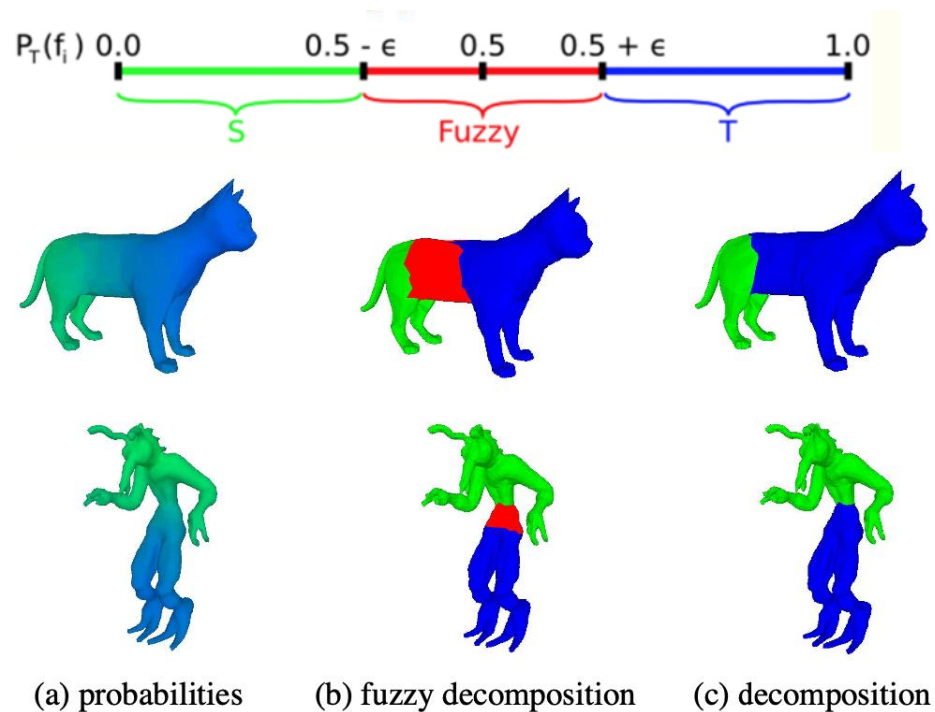 P_T(f_i) 0.0 0.5 - ϵ 0.5 0.5 + ϵ 1.0
S Fuzzy T
(a) probabilities (b) fuzzy decomposition (c) decomposition